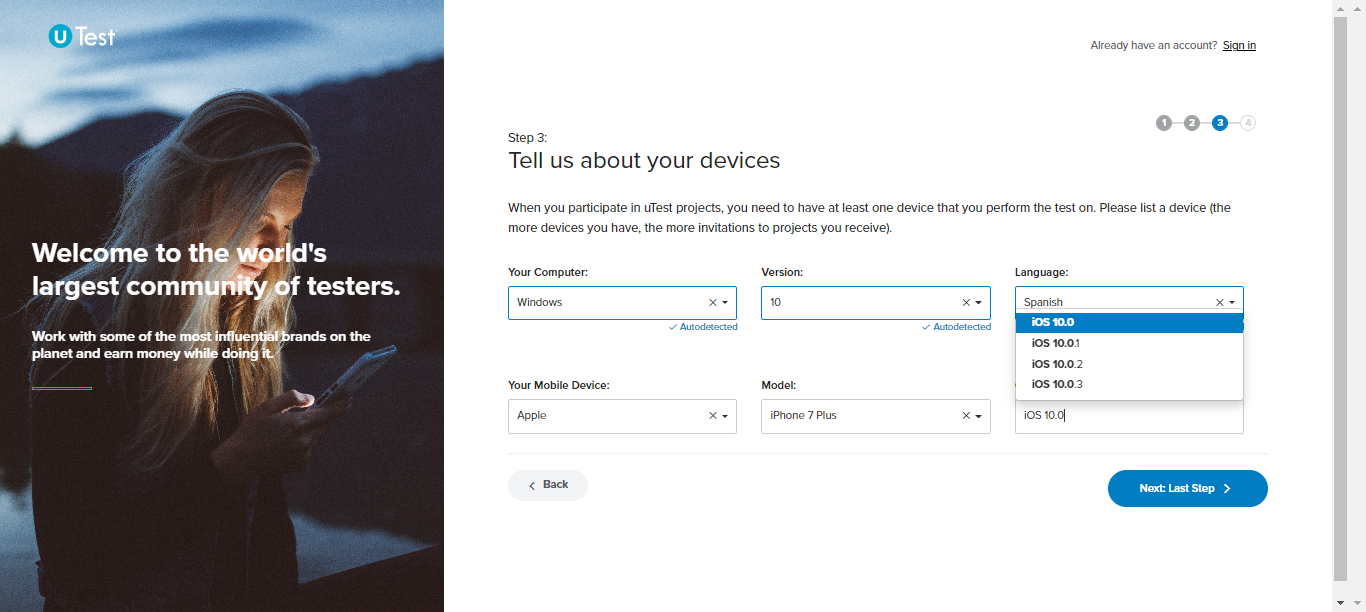 U Test
Already have an account? Sign in
1 2 3 4
Step 3:
Tell us about your devices
When you participate in uTest projects, you need to have at least one device that you perform the test on. Please list a device (the
more devices you have, the more invitations to projects you receive).
Welcome to the world's
largest community of testers.
Work with some of the most influential brands on the
planet and earn money while doing it.
Your Computer: Version: Language:
Windows 10 Spanish
Autodetected Autodetected
iOS 10.0
iOS 10.0.1
iOS 10.0.2
iOS 10.0.3
Your Mobile Device: Model:
Apple iPhone 7 Plus iOS 10.0
Back Next: Last Step